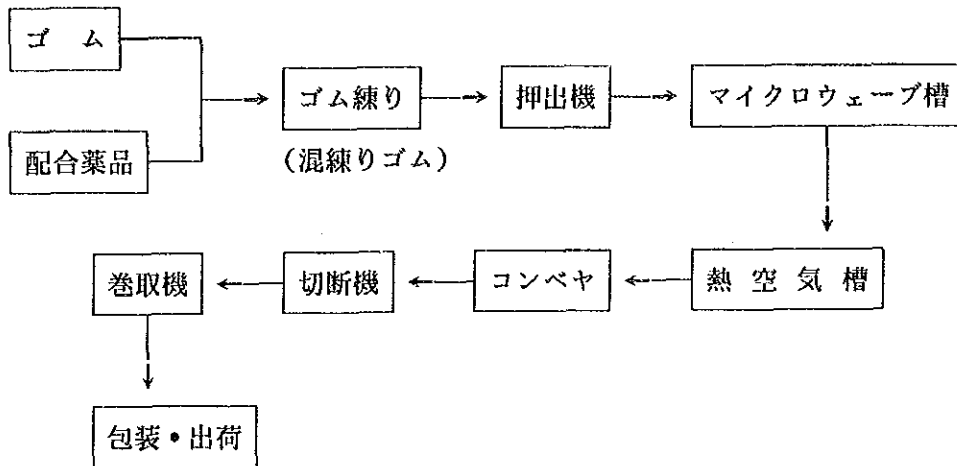 ゴム
配合薬品
ゴム練り
(混練りゴム)
押出機
マイクロウェーブ槽
熱空気槽
コンベヤ
切断機
巻取機
包装・出荷